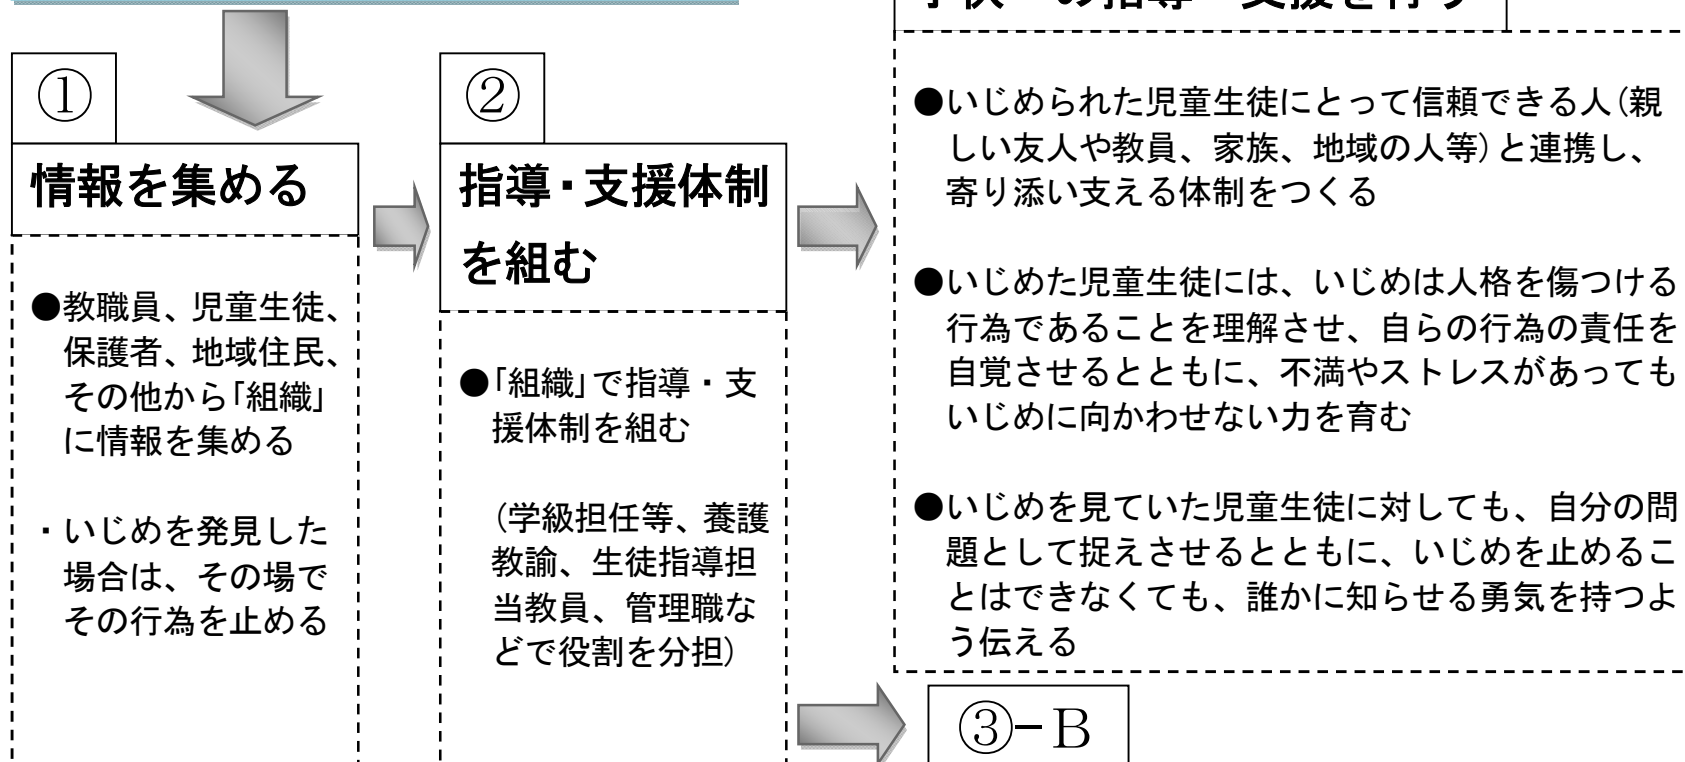 ①
情報を集める
●教職員、児童生徒、
保護者、地域住民、
その他から「組織」
に情報を集める
・いじめを発見した
場合は、その場で
その行為を止める
②
指導・支援体制
を組む
●「組織」で指導・支
援体制を組む
(学級担任等、養護
教諭、生徒指導担
当教員、管理職な
どで役割を分担)
●いじめられた児童生徒にとって信頼できる人(親
しい友人や教員、家族、地域の人等)と連携し、
寄り添い支える体制をつくる
●いじめた児童生徒には、いじめは人格を傷つける
行為であることを理解させ、自らの行為の責任を
自覚させるとともに、不満やストレスがあっても
いじめに向かわせない力を育む
●いじめを見ていた児童生徒に対しても、自分の問
題として捉えさせるとともに、いじめを止めるこ
とはできなくても、誰かに知らせる勇気を持つよ
う伝える
③-B